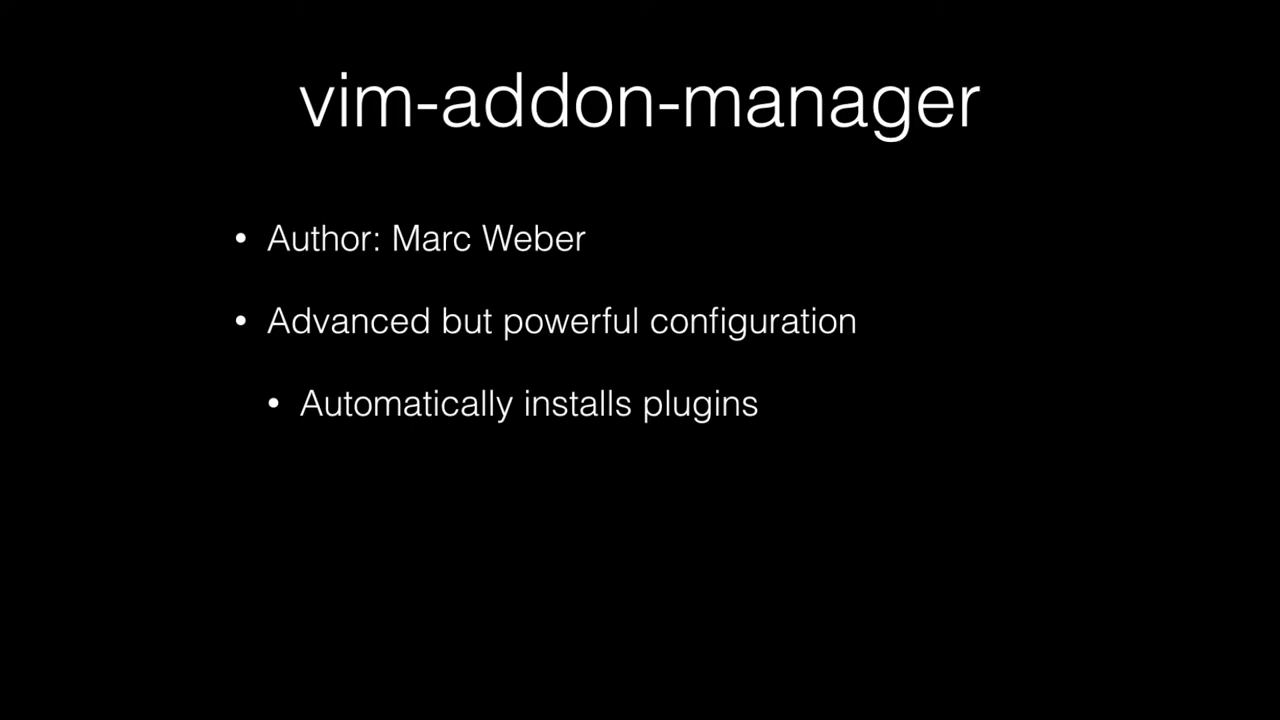 vim-addon-manager
• Author: Marc Weber
• Advanced but powerful configuration
• Automatically installs plugins